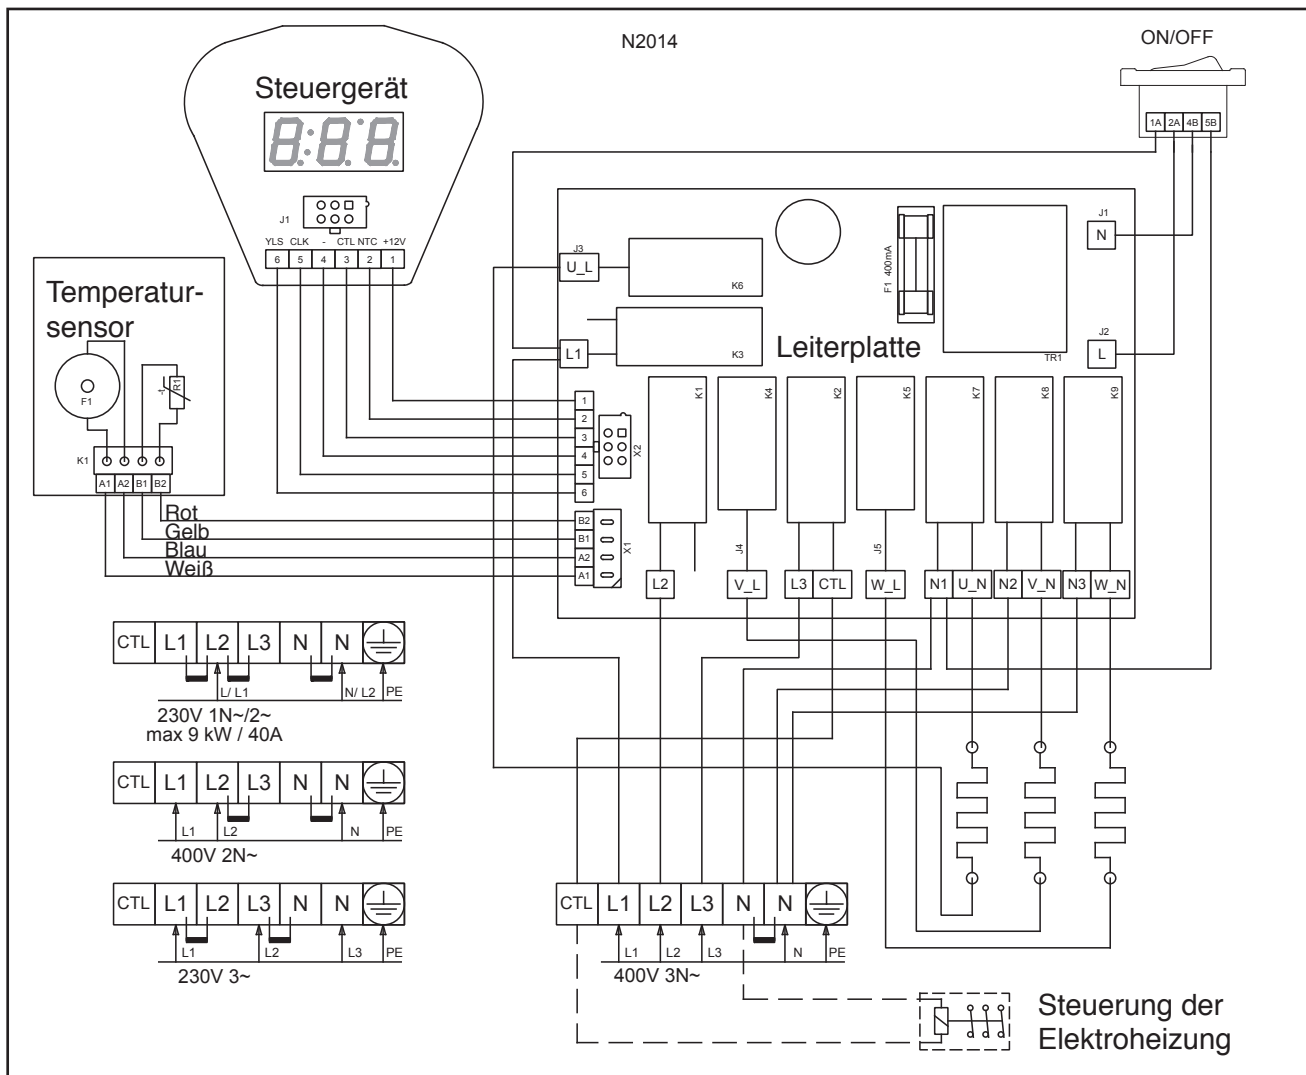 N2014
ON/OFF
Steuergerät
8:8.8
J1
YLS CLK - CTL NTC +12V
6 5 4 3 2 1
1A 2A 4B 5B
Temperatur-
sensor
F1
R1
-t
K1
A1 A2 B1 B2
Rot
Gelb
Blau
Weiß
J3
U_L
K6
L1
K3
F1 400mA
TR1
J1
N
J2
L
Leiterplatte
1
2
3
4
5
6
X2
B2
B1
A2
A1
X1
K1
K4
K2
K5
K7
K8
K9
J4
J5
L2
V_L
L3 CTL
W_L
N1 U_N
N2 V_N
N3 W_N
CTL L1 L2 L3 N N
L/ L1 N/ L2 PE
230V 1N~/2~
max 9 kW / 40A
CTL L1 L2 L3 N N
L1 L2 N PE
400V 2N~
CTL L1 L2 L3 N N
L1 L2 L3 PE
230V 3~
CTL L1 L2 L3 N N
L1 L2 L3 N PE
400V 3N~
Steuerung der
Elektroheizung